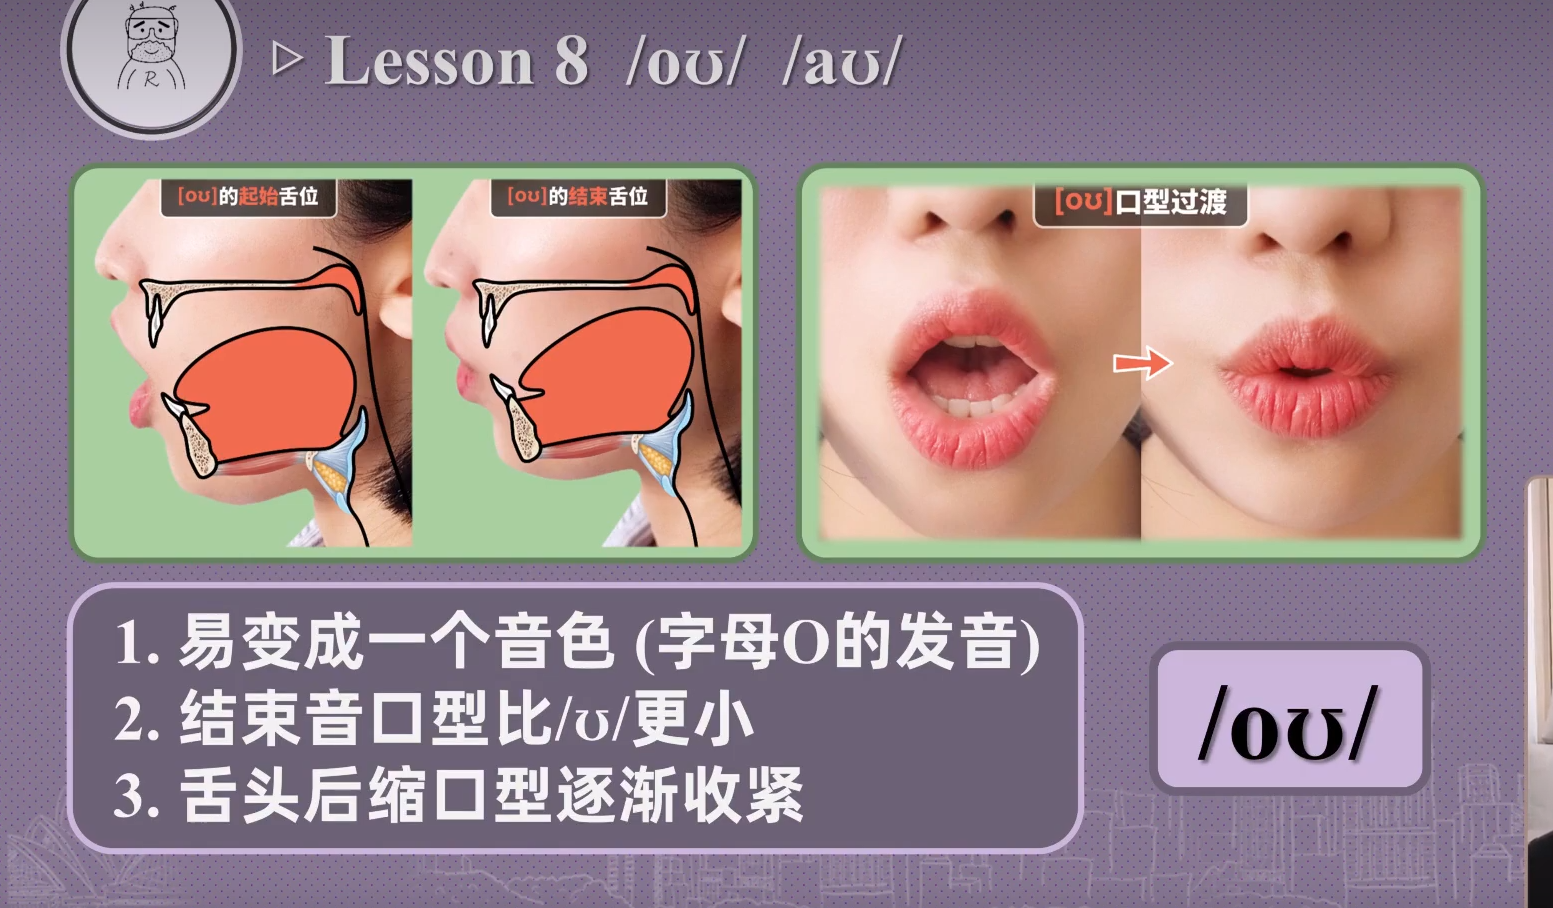 R
▷ Lesson 8 /oʊ/ /aʊ/
[oʊ]的起始舌位
[oʊ]的结束舌位
[oʊ]口型过渡
1. 易变成一个音色 (字母O的发音)
2. 结束音口型比/ʊ/更小
3. 舌头后缩口型逐渐收紧
/oʊ/